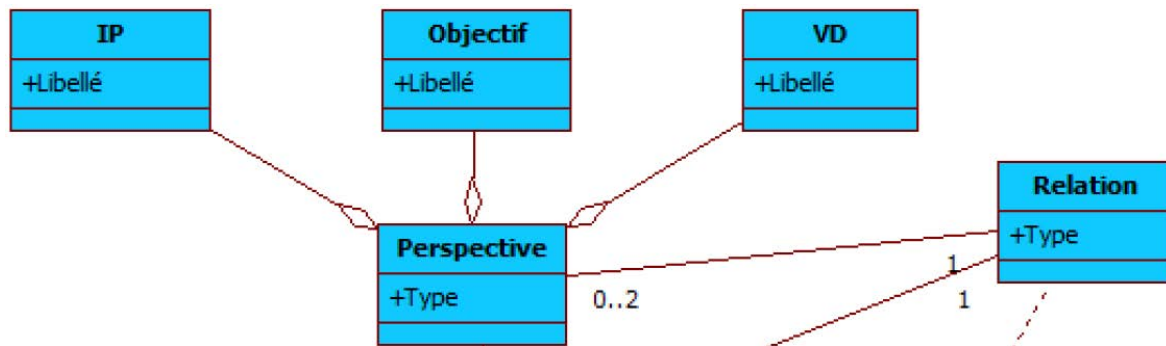 IP
+Libellé
Objectif
+Libellé
VD
+Libellé
Relation
+Type
Perspective
+Type
0..2
1
1